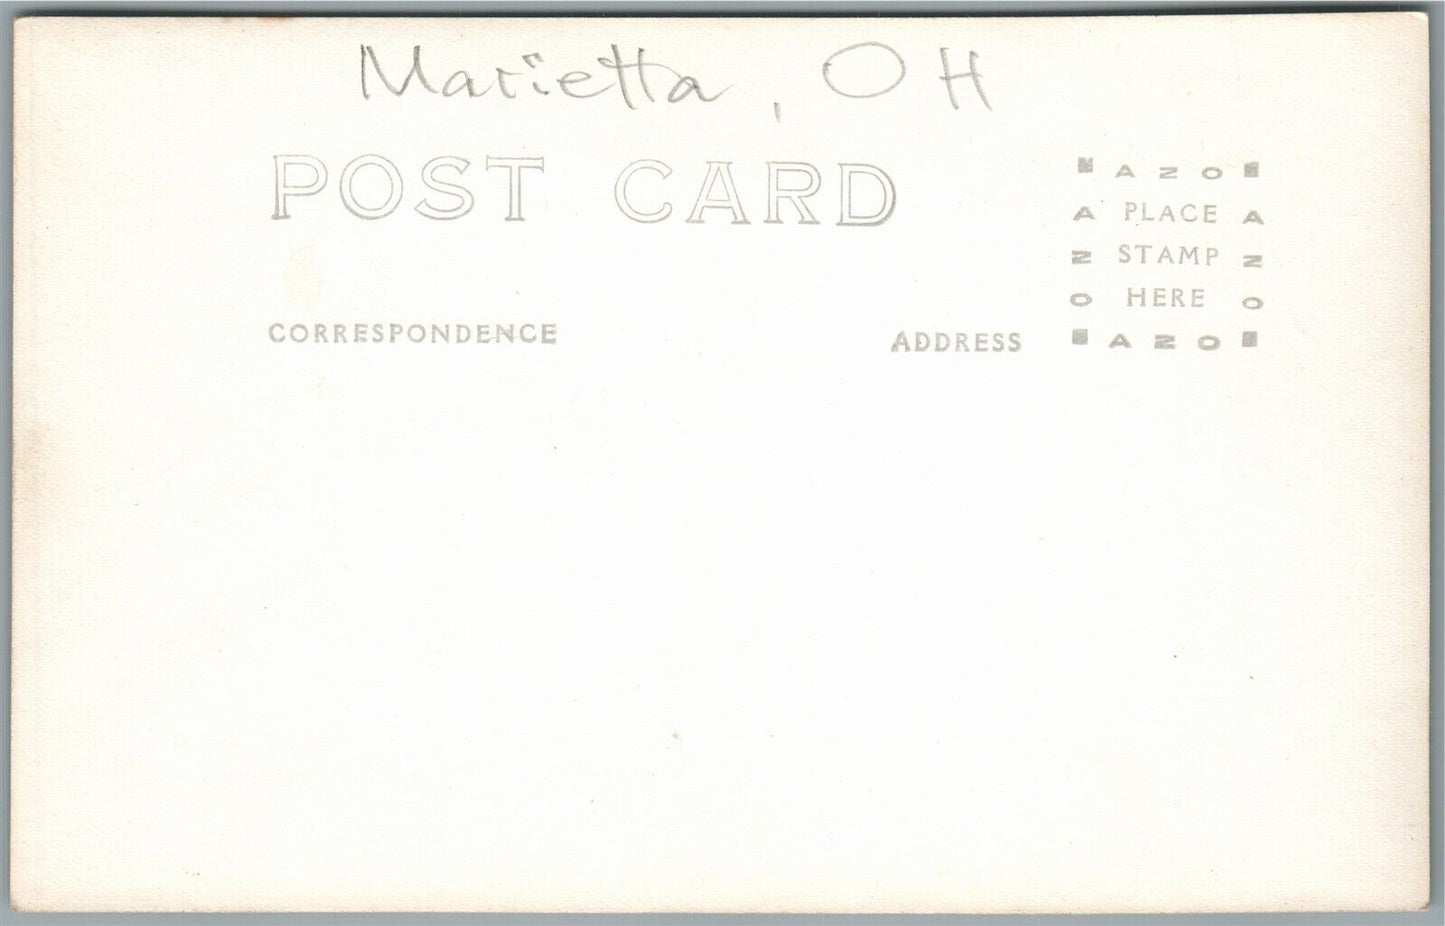 Marietta, OH
POST CARD
AZO
A PLACE A
Z STAMP Z
O HERE O
CORRESPONDENCE
ADDRESS
AZO